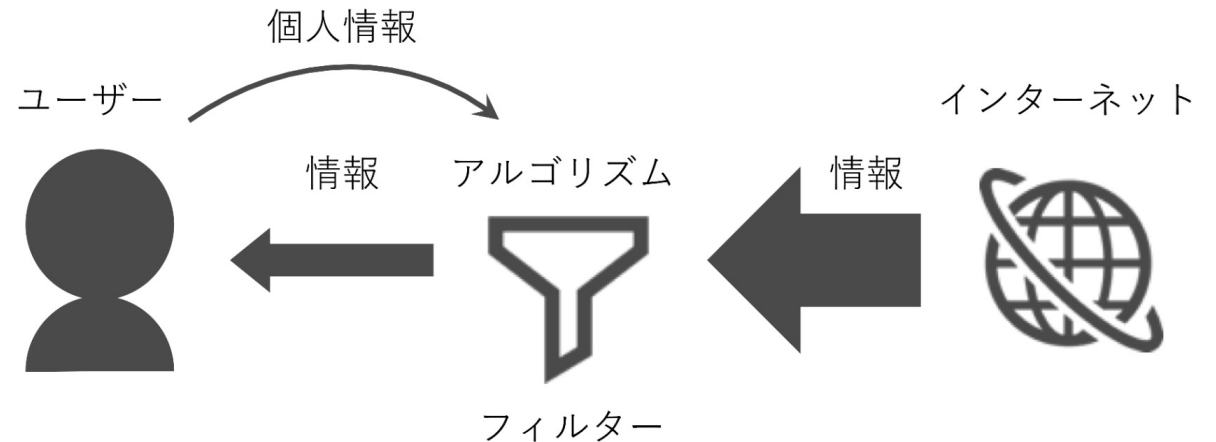 個人情報
ユーザー
インターネット
情報
アルゴリズム
情報
フィルター